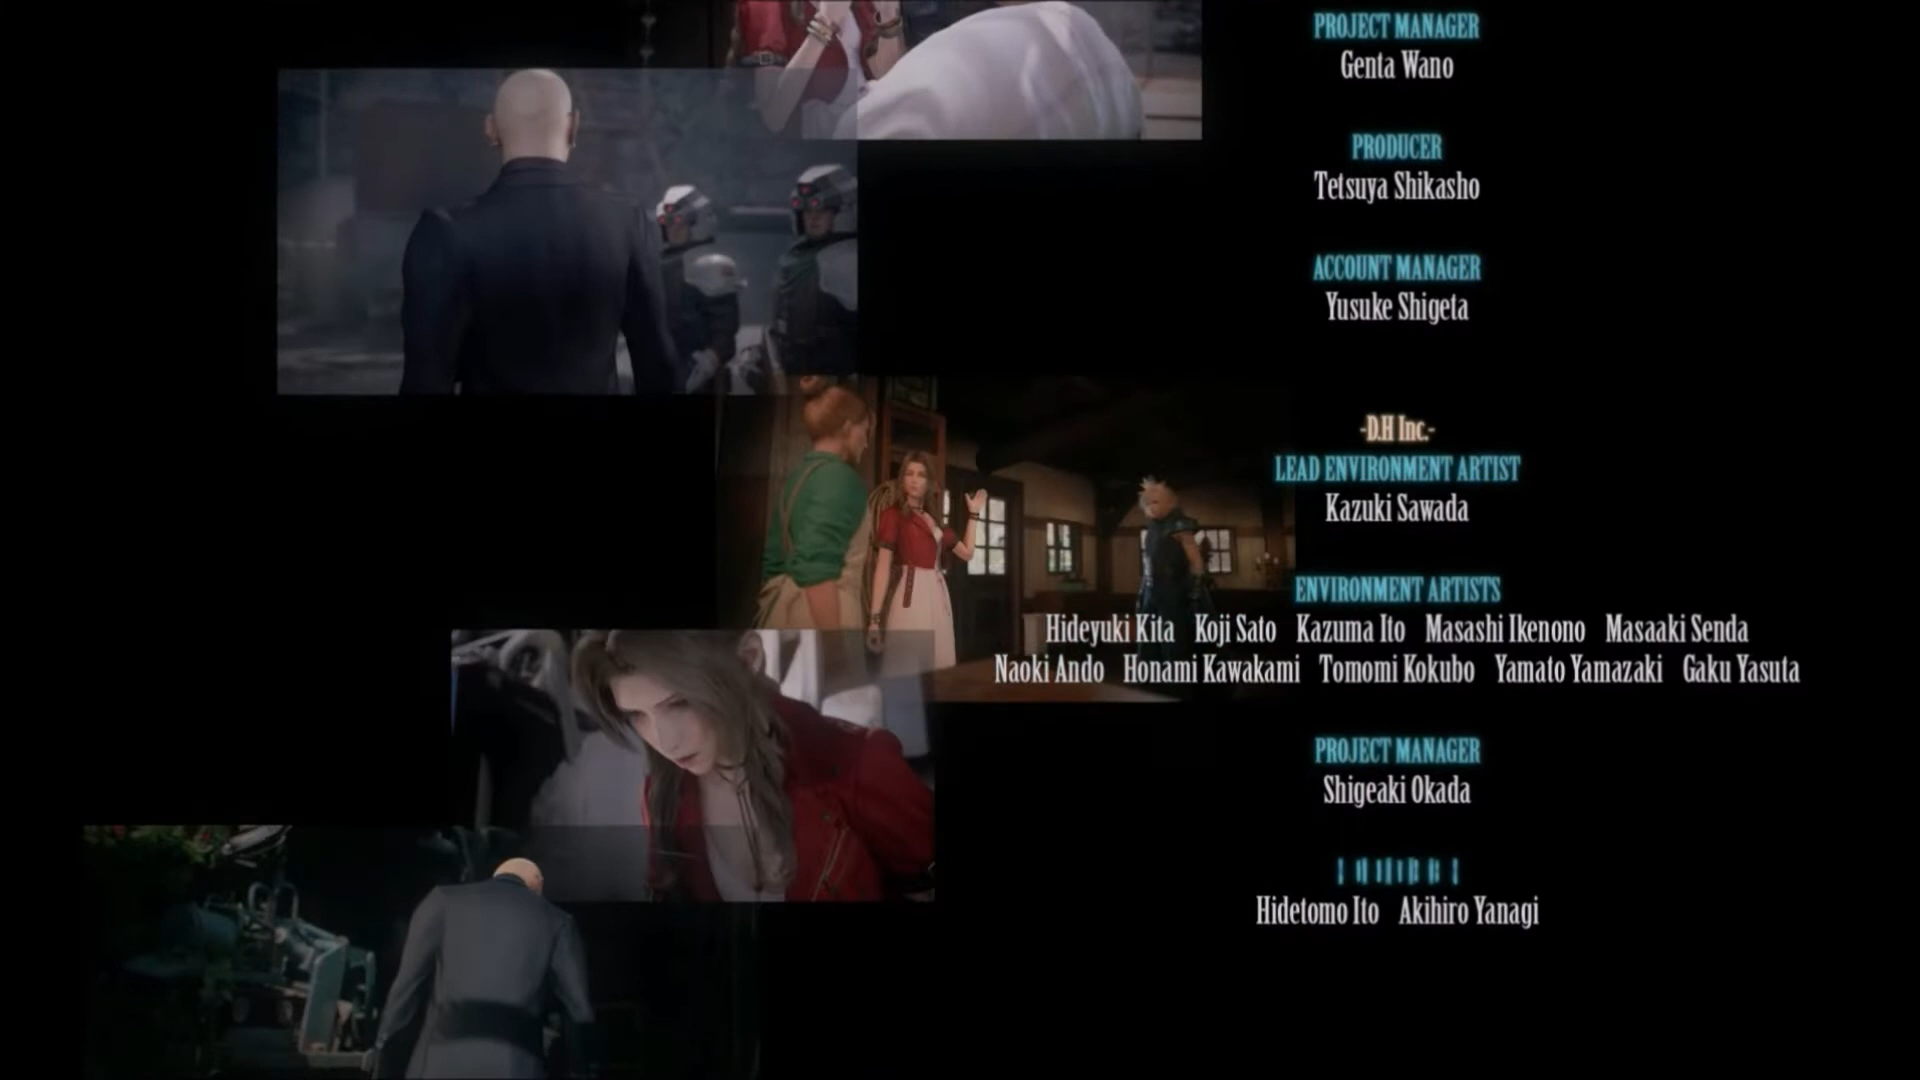 PROJECT MANAGER
Genta Wano
PRODUCER
Tetsuya Shikasho
ACCOUNT MANAGER
Yusuke Shigeta
-D.H Inc.-
LEAD ENVIRONMENT ARTIST
Kazuki Sawada
ENVIRONMENT ARTISTS
Hideyuki Kita Koji Sato Kazuma Ito Masashi Ikenono Masaaki Senda
Naoki Ando Honami Kawakami Tomomi Kokubo Yamato Yamazaki Gaku Yasuta
PROJECT MANAGER
Shigeaki Okada
Hidetomo Ito Akihiro Yanagi